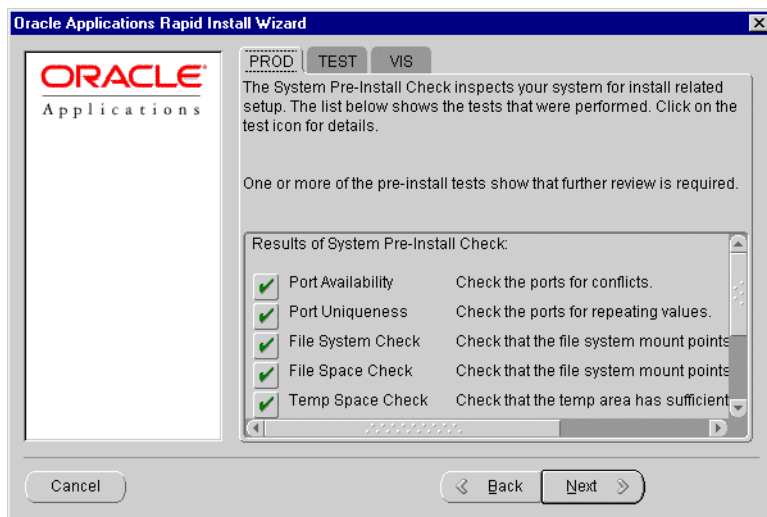 Oracle Applications Rapid Install Wizard
ORACLE
Applications
PROD TEST VIS
The System Pre-Install Check inspects your system for install related
setup. The list below shows the tests that were performed. Click on the
test icon for details.
One or more of the pre-install tests show that further review is required.
Results of System Pre-Install Check:
Port Availability Check the ports for conflicts.
Port Uniqueness Check the ports for repeating values.
File System Check Check that the file system mount points
File Space Check Check that the file system mount points
Temp Space Check Check that the temp area has sufficient
Cancel Back Next